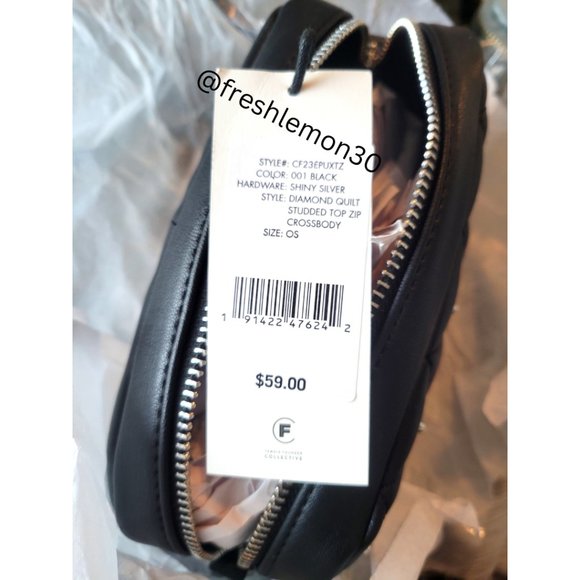 @freshlemon30
STYLE#: CF23EPUXTZ
COLOR: 001 BLACK
HARDWARE: SHINY SILVER
STYLE: DIAMOND QUILT
STUDDED TOP ZIP
CROSSBODY
SIZE: OS
1 91422 47624 2
$59.00
F
COLLECTIVE